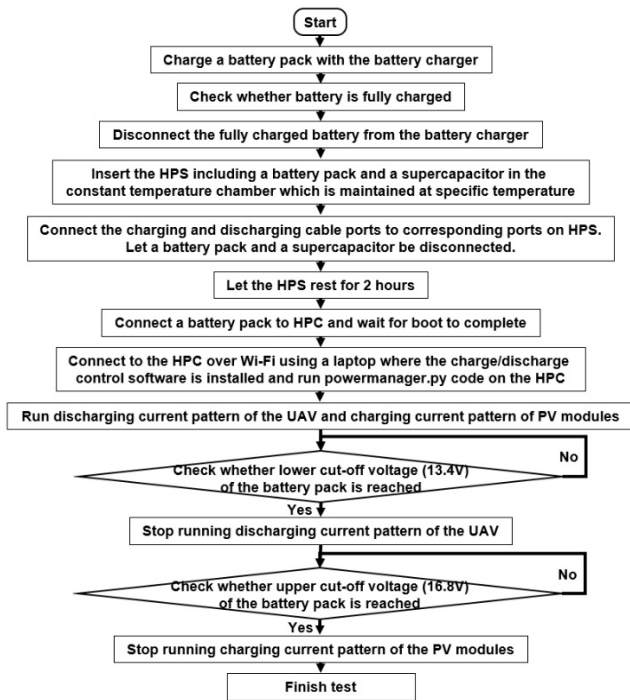 Start
Charge a battery pack with the battery charger
Check whether battery is fully charged
Disconnect the fully charged battery from the battery charger
Insert the HPS including a battery pack and a supercapacitor in the
constant temperature chamber which is maintained at specific temperature
Connect the charging and discharging cable ports to corresponding ports on HPS.
Let a battery pack and a supercapacitor be disconnected.
Let the HPS rest for 2 hours
Connect a battery pack to HPC and wait for boot to complete
Connect to the HPC over Wi-Fi using a laptop where the charge/discharge
control software is installed and run powermanager.py code on the HPC
Run discharging current pattern of the UAV and charging current pattern of PV modules
Check whether lower cut-off voltage (13.4V)
of the battery pack is reached
No
Yes
Stop running discharging current pattern of the UAV
Check whether upper cut-off voltage (16.8V)
of the battery pack is reached
No
Yes
Stop running charging current pattern of the PV modules
Finish test